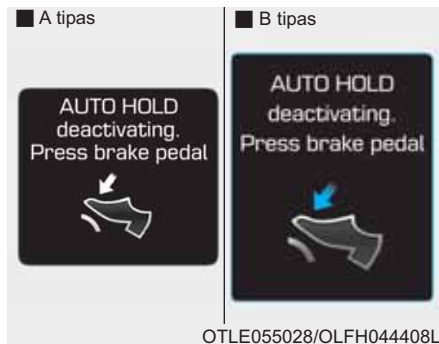 ■ A tipas
AUTO HOLD
deactivating.
Press brake pedal
■ B tipas
AUTO HOLD
deactivating.
Press brake pedal
OTLE055028/OLFH044408L